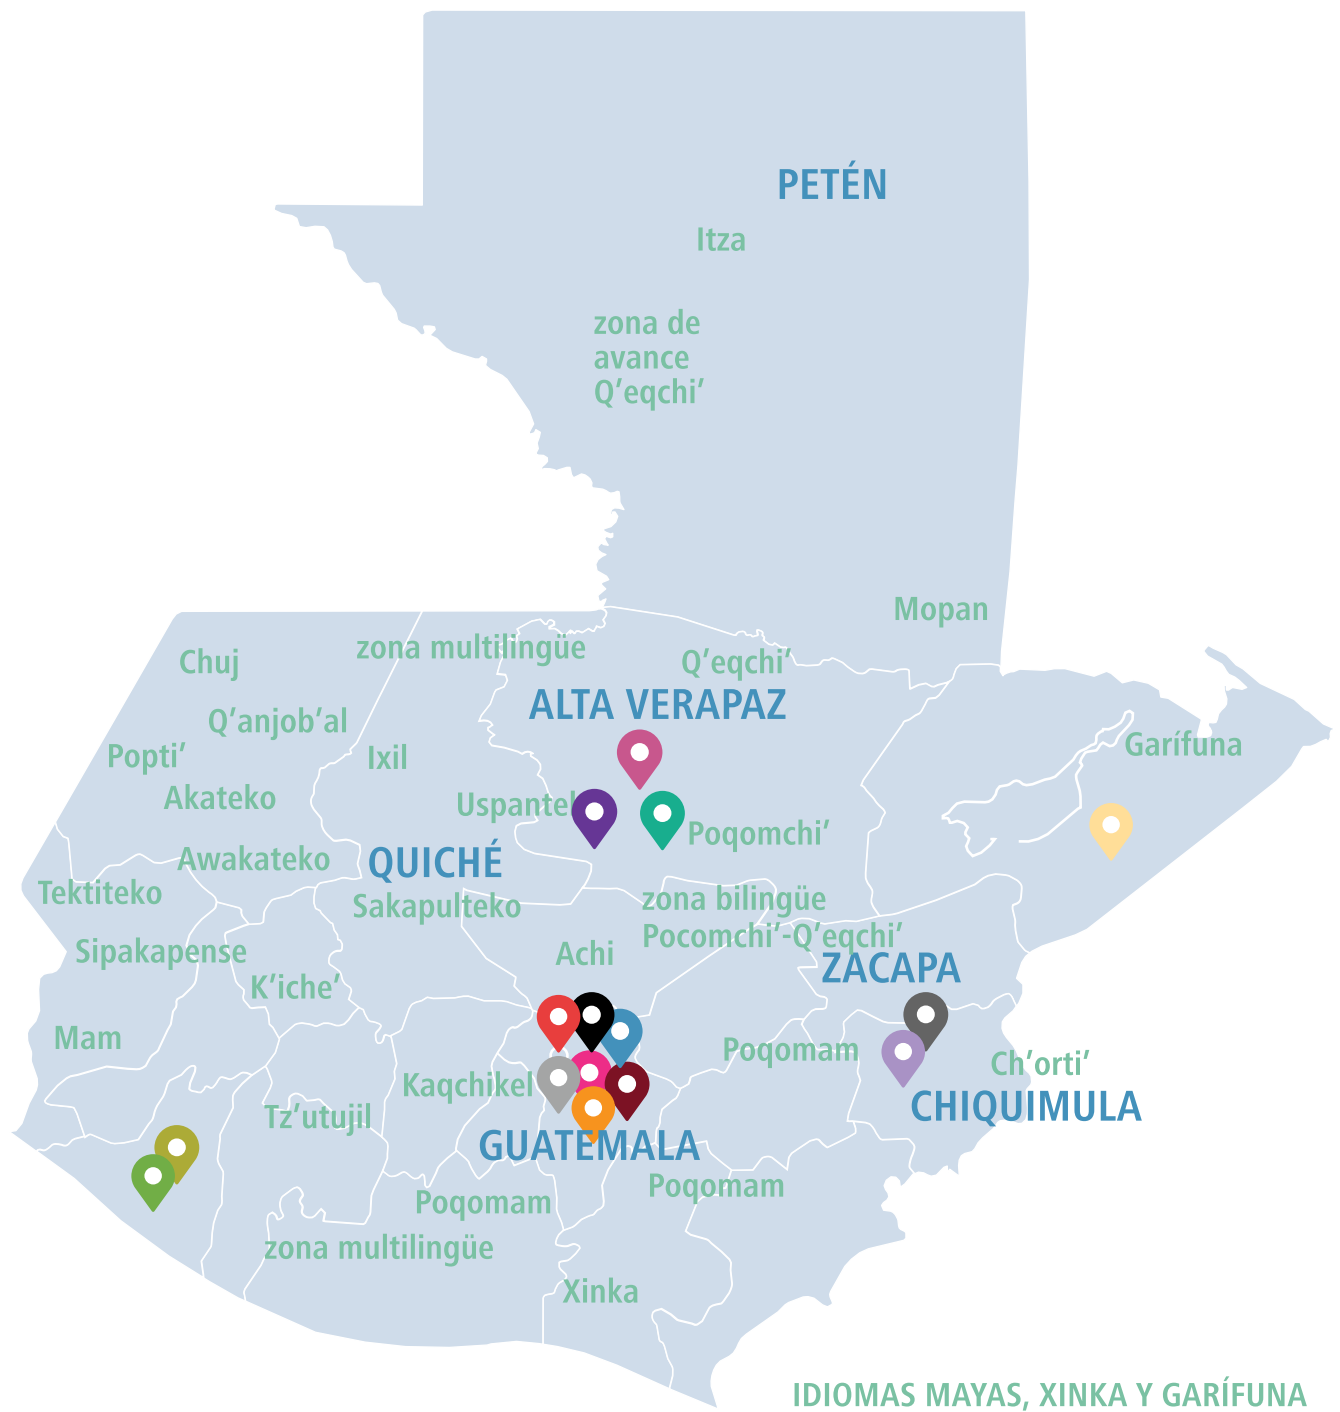 PETÉN
Itza
zona de
avance
Q’eqchi’
Mopan
zona multilingüe
Chuj
Q’eqchi’
ALTA VERAPAZ
Q’anjob’al
Garífuna
Popti’
Ixil
Akateko
Uspantek
Poqomchi’
Awakateko
QUICHÉ
Tektiteko
Sakapulteko
zona bilingüe
Pocomchi’-Q’eqchi’
Sipakapense
Achi
ZACAPA
K’iche’
Mam
Poqomam
Ch’orti’
Kaqchikel
CHIQUIMULA
Tz’utujil
GUATEMALA
Poqomam
Poqomam
zona multilingüe
Xinka
IDIOMAS MAYAS, XINKA Y GARÍFUNA